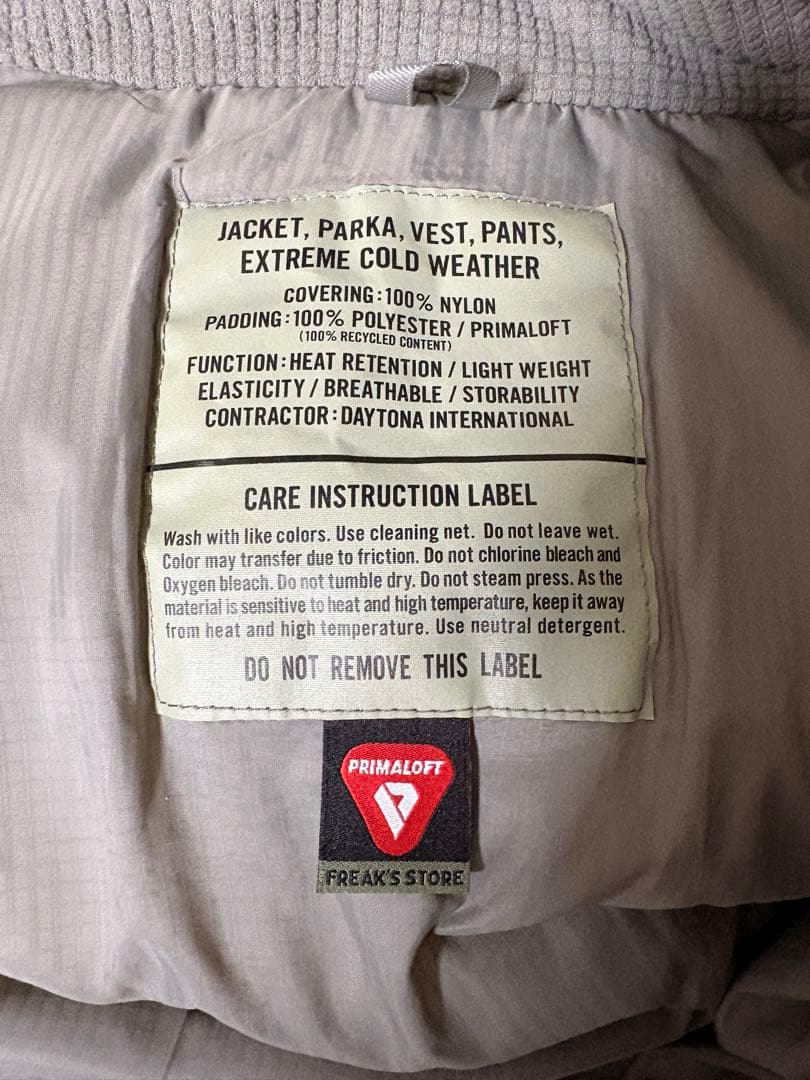 JACKET, PARKA, VEST, PANTS,
EXTREME COLD WEATHER
COVERING:100% NYLON
PADDING:100% POLYESTER / PRIMALOFT
(100% RECYCLED CONTENT)
FUNCTION:HEAT RETENTION / LIGHT WEIGHT
ELASTICITY / BREATHABLE / STORABILITY
CONTRACTOR:DAYTONA INTERNATIONAL
CARE INSTRUCTION LABEL
Wash with like colors. Use cleaning net. Do not leave wet.
Color may transfer due to friction. Do not chlorine bleach and
Oxygen bleach. Do not tumble dry. Do not steam press. As the
material is sensitive to heat and high temperature, keep it away
from heat and high temperature. Use neutral detergent.
DO NOT REMOVE THIS LABEL
PRIMALOFT
FREAK'S STORE